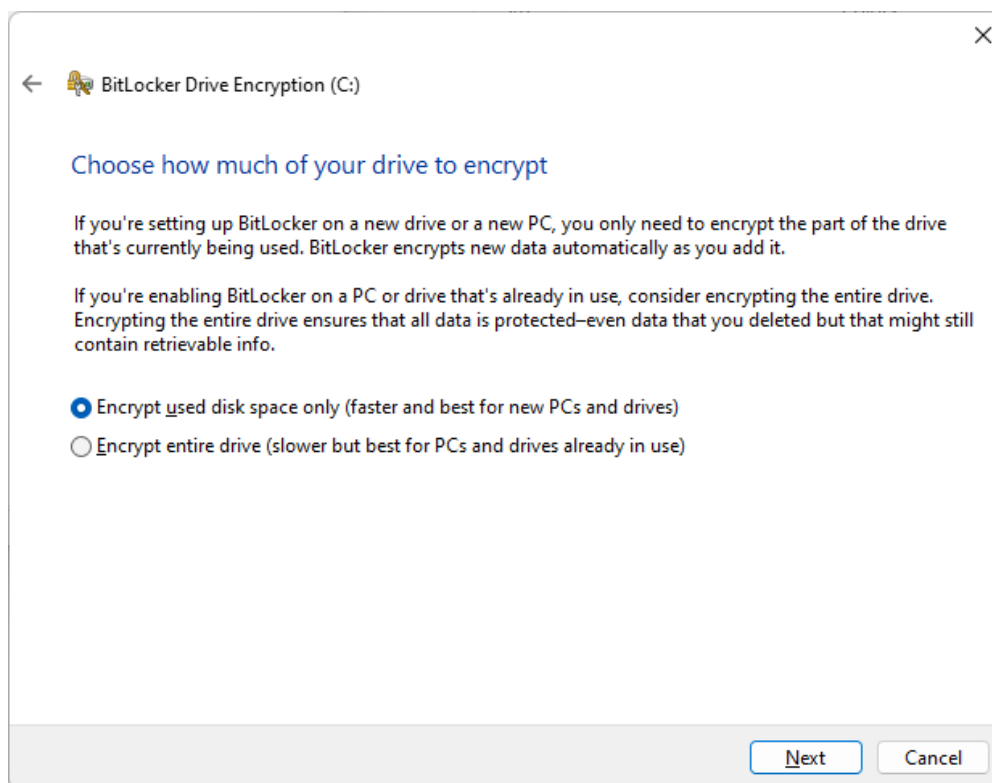 BitLocker Drive Encryption (C:)
Choose how much of your drive to encrypt
If you're setting up BitLocker on a new drive or a new PC, you only need to encrypt the part of the drive
that's currently being used. BitLocker encrypts new data automatically as you add it.
If you're enabling BitLocker on a PC or drive that's already in use, consider encrypting the entire drive.
Encrypting the entire drive ensures that all data is protected–even data that you deleted but that might still
contain retrievable info.
Encrypt used disk space only (faster and best for new PCs and drives)
Encrypt entire drive (slower but best for PCs and drives already in use)
Next Cancel